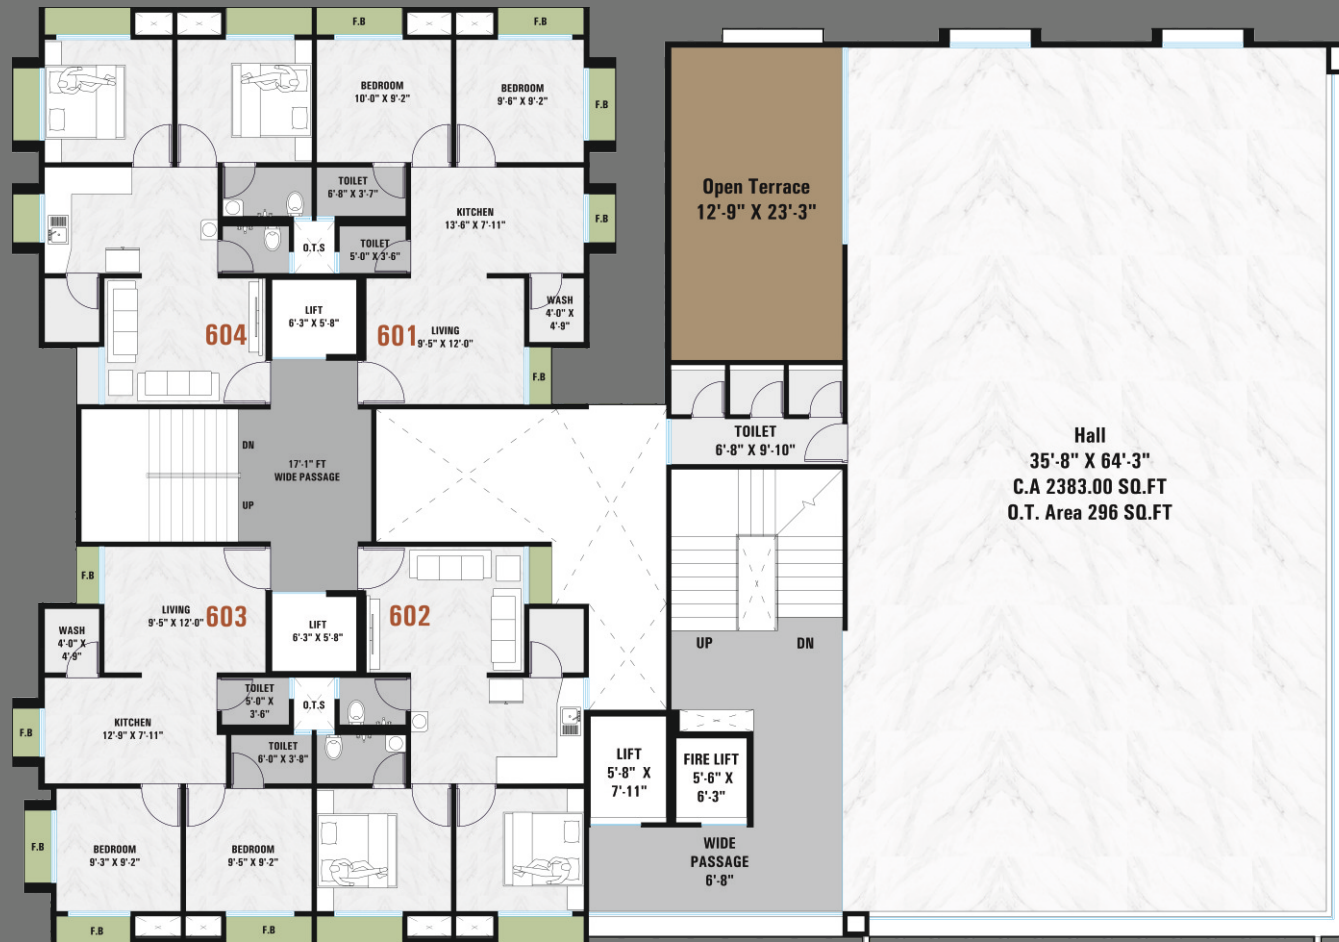 F.B
F.B
BEDROOM
10'-0" X 9'-2"
BEDROOM
9'-6" X 9'-2"
F.B
TOILET
6'-8" X 3'-7"
KITCHEN
13'-6" X 7'-11"
F.B
O.T.S
TOILET
5'-0" X 3'-6"
LIFT
6'-3" X 5'-8"
WASH
4'-0" X
4'-9"
604
601
LIVING
9'-5" X 12'-0"
F.B
Open Terrace
12'-9" X 23'-3"
TOILET
6'-8" X 9'-10"
Hall
35'-8" X 64'-3"
C.A 2383.00 SQ.FT
O.T. Area 296 SQ.FT
DN
17'-1" FT
WIDE PASSAGE
UP
F.B
LIVING
9'-5" X 12'-0"
603
602
WASH
4'-0" X
4'-9"
LIFT
6'-3" X 5'-8"
UP
DN
TOILET
5'-0" X
3'-6"
O.T.S
F.B
KITCHEN
12'-9" X 7'-11"
TOILET
6'-0" X 3'-8"
LIFT
5'-8" X
7'-11"
FIRE LIFT
5'-6" X
6'-3"
F.B
BEDROOM
9'-3" X 9'-2"
BEDROOM
9'-5" X 9'-2"
WIDE
PASSAGE
6'-8"
F.B
F.B